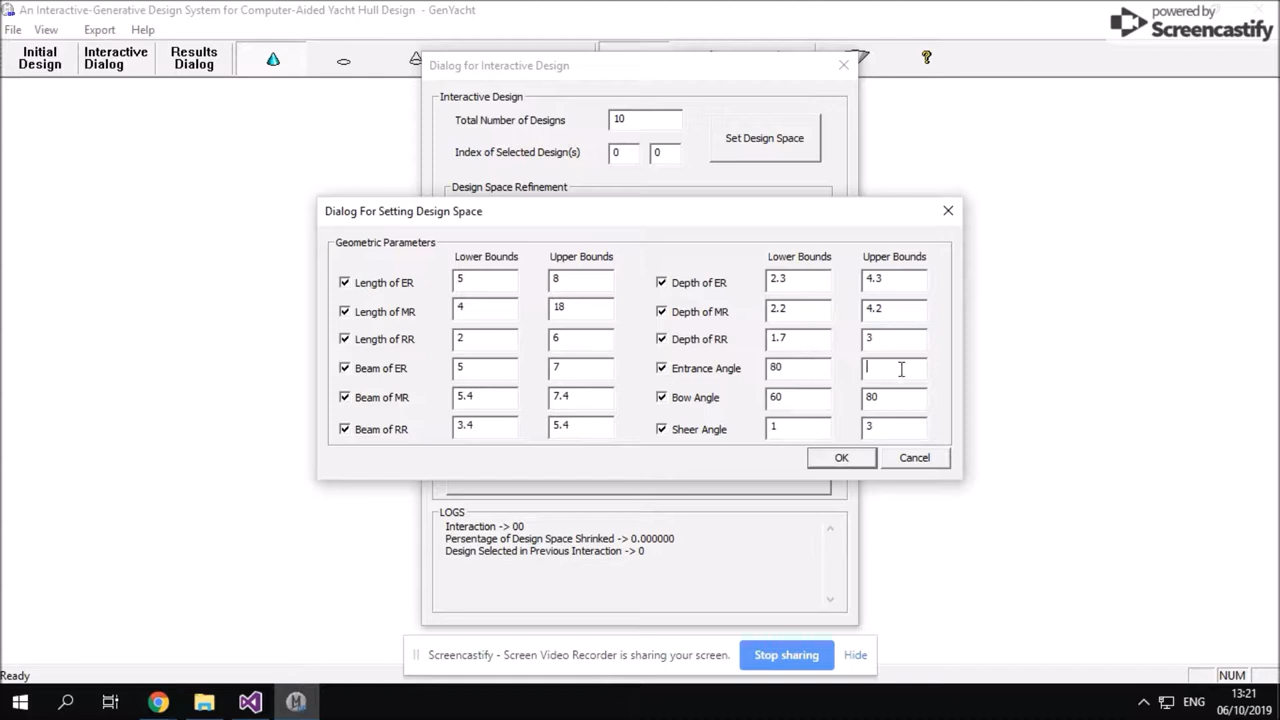 An Interactive-Generative Design System for Computer-Aided Yacht Hull Design - GenYacht
powered by
Screencastify
File View Export Help
Initial Design
Interactive Dialog
Results Dialog
?
Dialog for Interactive Design
Interactive Design
Total Number of Designs 10
Set Design Space
Index of Selected Design(s) 0 0
Design Space Refinement
Dialog For Setting Design Space
Geometric Parameters
Lower Bounds Upper Bounds Lower Bounds Upper Bounds
Length of ER 5 8 Depth of ER 2.3 4.3
Length of MR 4 18 Depth of MR 2.2 4.2
Length of RR 2 6 Depth of RR 1.7 3
Beam of ER 5 7 Entrance Angle 80
Beam of MR 5.4 7.4 Bow Angle 60 80
Beam of RR 3.4 5.4 Sheer Angle 1 3
OK Cancel
LOGS
Interaction -> 00
Percentage of Design Space Shrinked -> 0.000000
Design Selected in Previous Interaction -> 0
Screencastify - Screen Video Recorder is sharing your screen. Stop sharing Hide
Ready NUM
ENG
13:21
06/10/2019